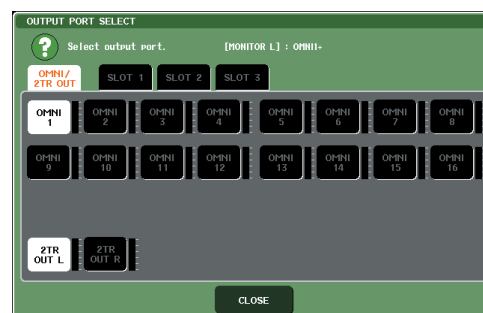 OUTPUT PORT SELECT
?
Select output port. [MONITOR L] : OMNI1+
OMNI/
2TR OUT
SLOT 1
SLOT 2
SLOT 3
OMNI
1
OMNI
2
OMNI
3
OMNI
4
OMNI
5
OMNI
6
OMNI
7
OMNI
8
OMNI
9
OMNI
10
OMNI
11
OMNI
12
OMNI
13
OMNI
14
OMNI
15
OMNI
16
2TR
OUT L
2TR
OUT R
CLOSE